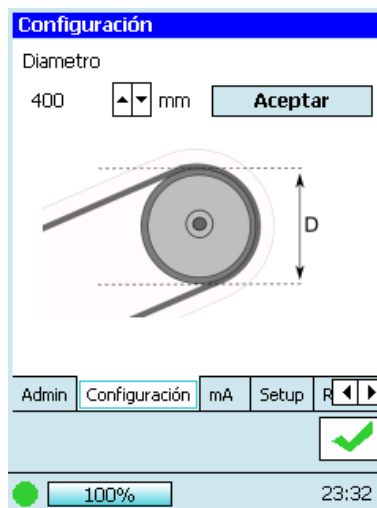 Configuración
Diametro
400 mm Aceptar
D
Admin Configuración mA Setup R
100% 23:32